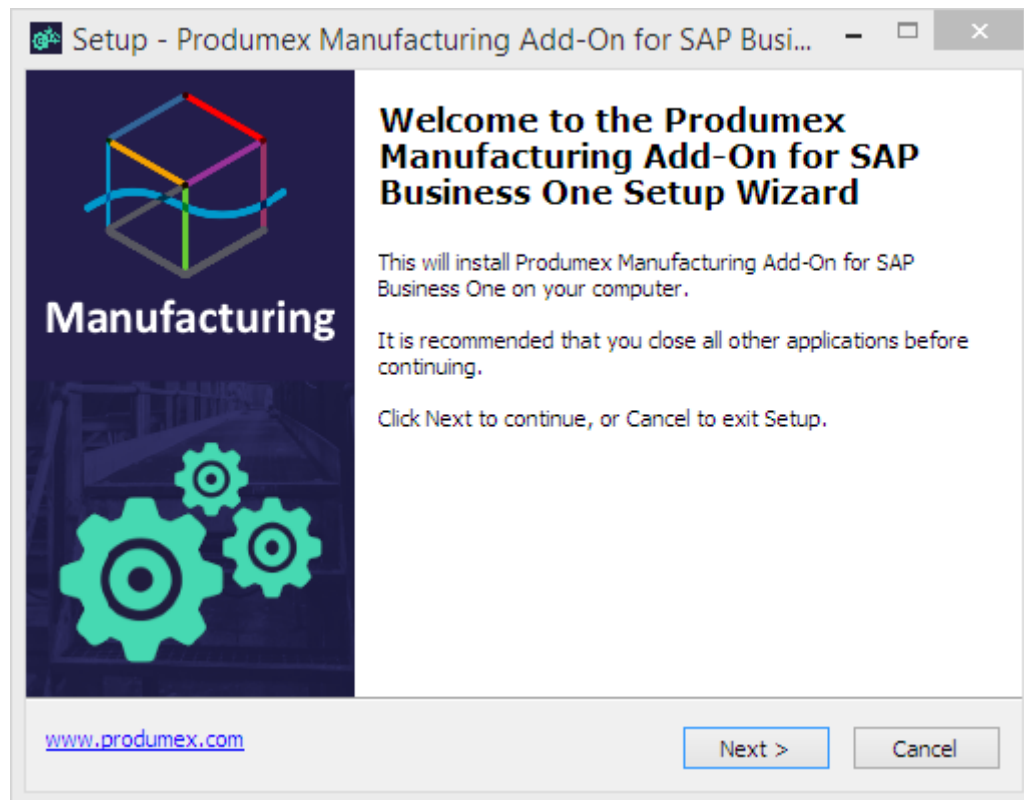 Setup - Produmex Manufacturing Add-On for SAP Busi...
Manufacturing
Welcome to the Produmex
Manufacturing Add-On for SAP
Business One Setup Wizard
This will install Produmex Manufacturing Add-On for SAP
Business One on your computer.
It is recommended that you close all other applications before
continuing.
Click Next to continue, or Cancel to exit Setup.
www.produmex.com
Next >
Cancel